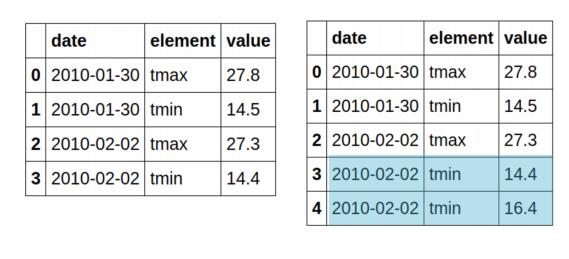 date element value
0 2010-01-30 tmax 27.8
1 2010-01-30 tmin 14.5
2 2010-02-02 tmax 27.3
3 2010-02-02 tmin 14.4
date element value
0 2010-01-30 tmax 27.8
1 2010-01-30 tmin 14.5
2 2010-02-02 tmax 27.3
3 2010-02-02 tmin 14.4
4 2010-02-02 tmin 16.4